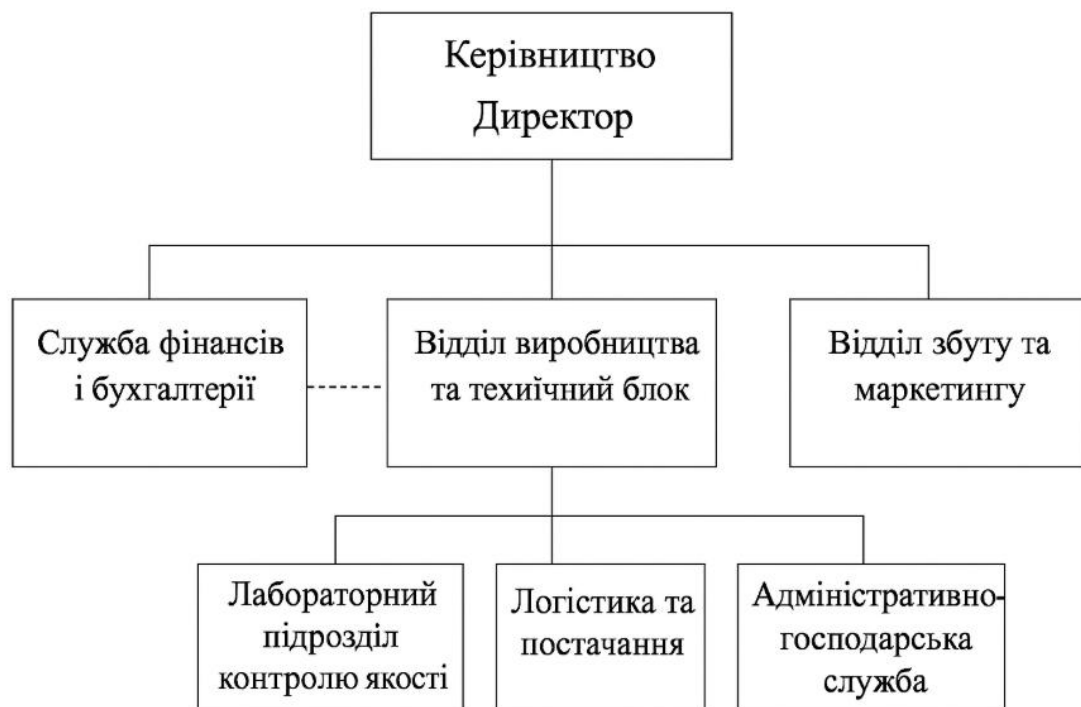 Керівництво
Директор
Служба фінансів
і бухгалтерії
Відділ виробництва
та техиїчний блок
Відділ збуту та
маркетингу
Лабораторний
підрозділ
контролю якості
Логістика та
постачання
Адміністративно-
господарська
служба